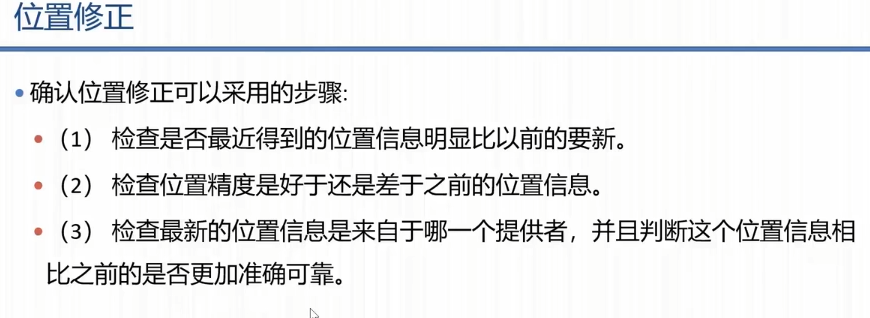 位置修正
• 确认位置修正可以采用的步骤:
• （1） 检查是否最近得到的位置信息明显比以前的要新。
• （2） 检查位置精度是好于还是差于之前的位置信息。
• （3） 检查最新的位置信息是来自于哪一个提供者，并且判断这个位置信息相
比之前的是否更加准确可靠。